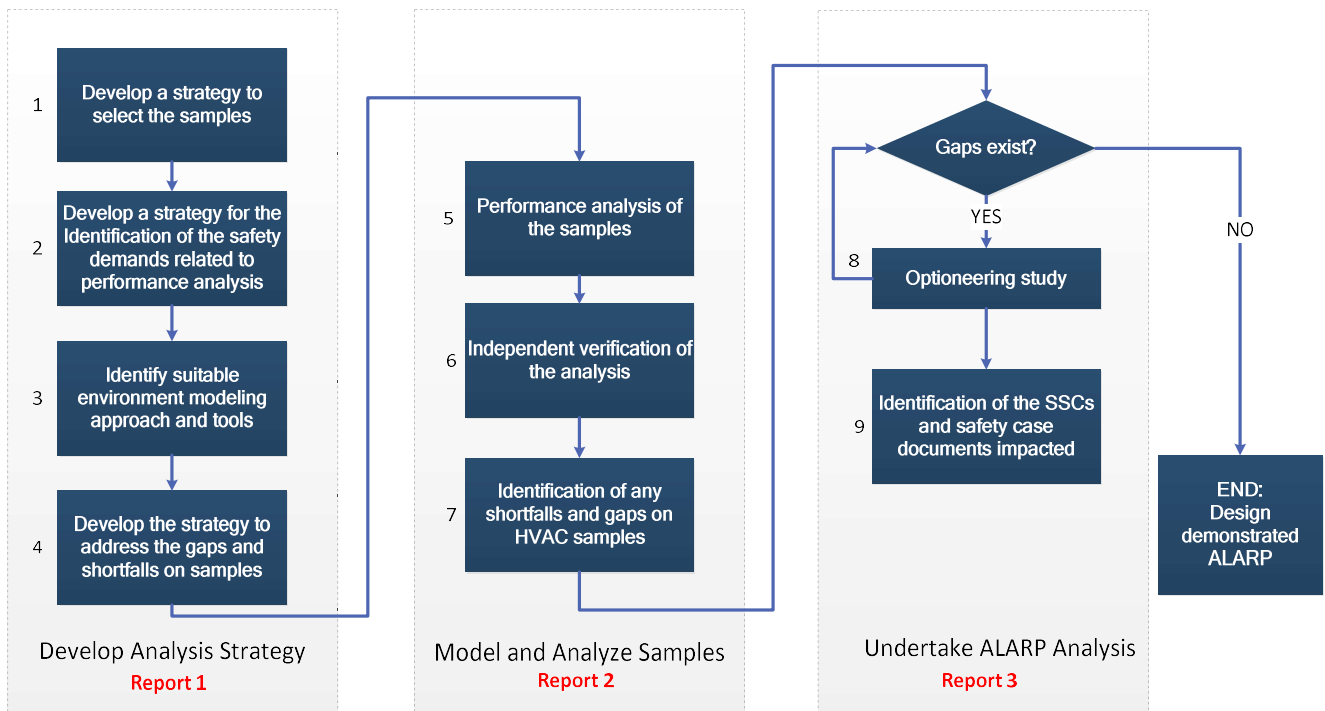 1
Develop a strategy to
select the samples
2
Develop a strategy for the
Identification of the safety
demands related to
performance analysis
3
Identify suitable
environment modeling
approach and tools
4
Develop the strategy to
address the gaps and
shortfalls on samples
Develop Analysis Strategy
Report 1
5
Performance analysis of
the samples
6
Independent verification of
the analysis
7
Identification of any
shortfalls and gaps on
HVAC samples
Model and Analyze Samples
Report 2
Gaps exist?
YES
NO
8
Optioneering study
9
Identification of the SSCs
and safety case
documents impacted
END:
Design
demonstrated
ALARP
Undertake ALARP Analysis
Report 3